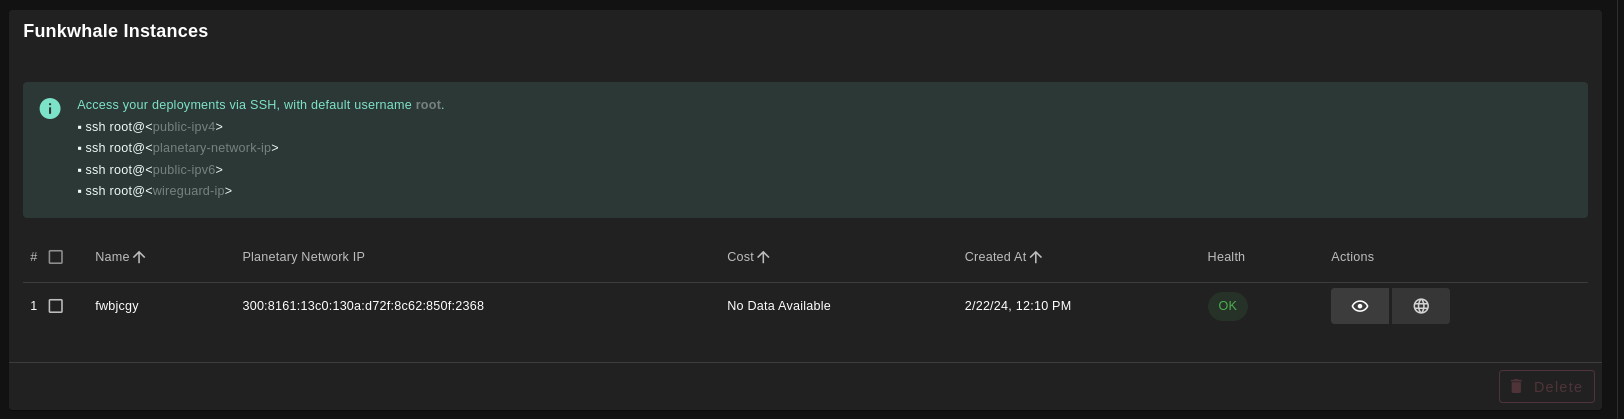 Funkwhale Instances
Access your deployments via SSH, with default username root.
▪ ssh root@<public-ipv4>
▪ ssh root@<planetary-network-ip>
▪ ssh root@<public-ipv6>
▪ ssh root@<wireguard-ip>
# Name Planetary Network IP Cost Created At Health Actions
1 fwbjcgy 300:8161:13c0:130a:d72f:8c62:850f:2368 No Data Available 2/22/24, 12:10 PM OK
Delete